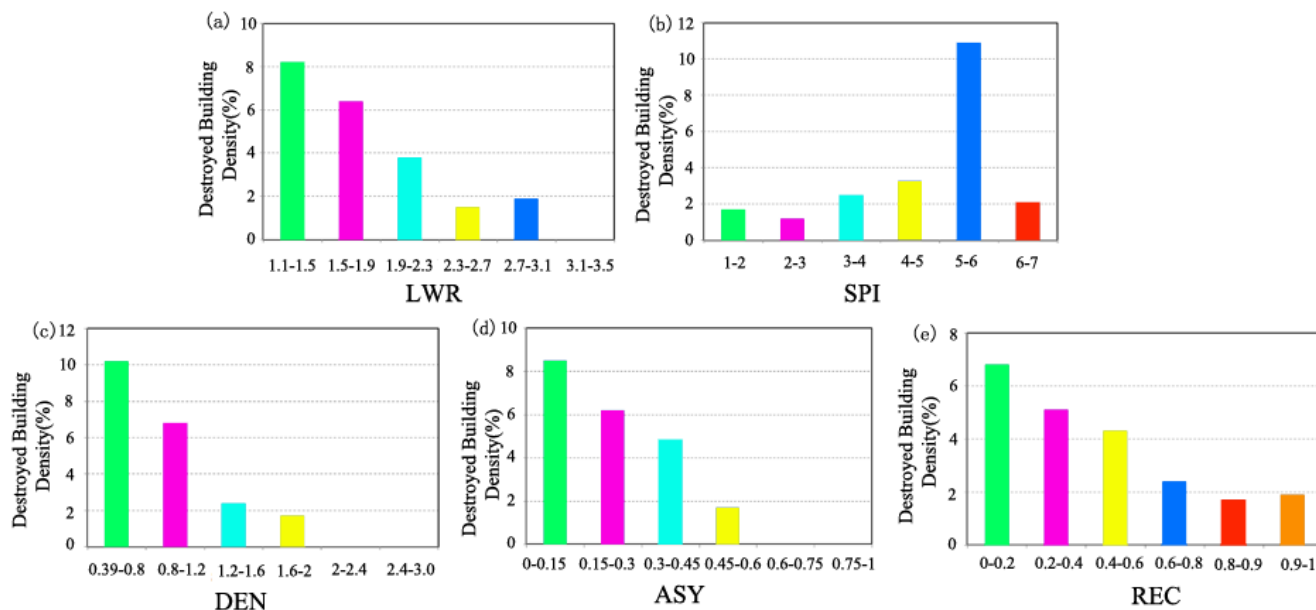 (a)
10
8
6
4
2
0
Destroyed Building
Density(%)
1.1-1.5 1.5-1.9 1.9-2.3 2.3-2.7 2.7-3.1 3.1-3.5
LWR
(b)
12
10
8
6
4
2
0
Destroyed Building
Density(%)
1-2 2-3 3-4 4-5 5-6 6-7
SPI
(c)
12
10
8
6
4
2
0
Destroyed Building
Density(%)
0.39-0.8 0.8-1.2 1.2-1.6 1.6-2 2-2.4 2.4-3.0
DEN
(d)
10
8
6
4
2
0
Destroyed Building
Density(%)
0-0.15 0.15-0.3 0.3-0.45 0.45-0.6 0.6-0.75 0.75-1
ASY
(e)
8
6
4
2
0
Destroyed Building
Density(%)
0-0.2 0.2-0.4 0.4-0.6 0.6-0.8 0.8-0.9 0.9-1
REC